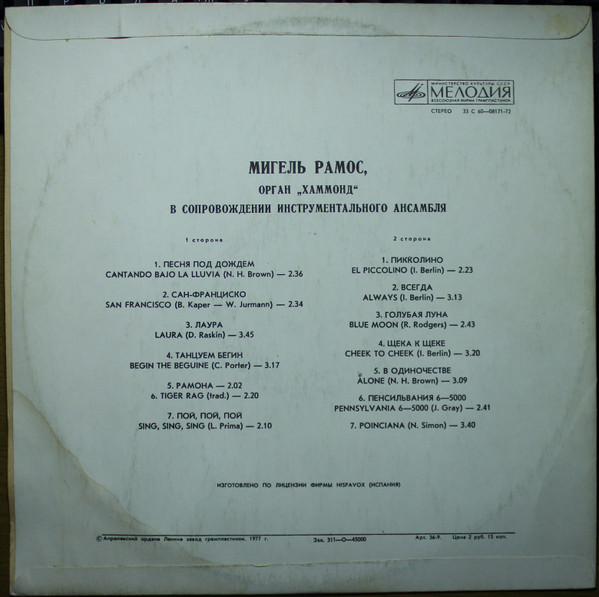 МИНИСТЕРСТВО КУЛЬТУРЫ СССР
МЕЛОДИЯ
ВСЕСОЮЗНАЯ ФИРМА ГРАМПЛАСТИНОК
СТЕРЕО 33 С 60—08171-72
МИГЕЛЬ РАМОС,
ОРГАН „ХАММОНД“
В СОПРОВОЖДЕНИИ ИНСТРУМЕНТАЛЬНОГО АНСАМБЛЯ
1 сторона
1. ПЕСНЯ ПОД ДОЖДЕМ
CANTANDO BAJO LA LLUVIA (N. H. Brown) — 2.36
2. САН-ФРАНЦИСКО
SAN FRANCISCO (B. Kaper — W. Jurmann) — 2.34
3. ЛАУРА
LAURA (D. Raskin) — 3.45
4. ТАНЦУЕМ БЕГИН
BEGIN THE BEGUINE (C. Porter) — 3.17
5. РАМОНА — 2.02
6. TIGER RAG (trad.) — 2.20
7. ПОЙ, ПОЙ, ПОЙ
SING, SING, SING (L. Prima) — 2.10
2 сторона
1. ПИККОЛИНО
EL PICCOLINO (I. Berlin) — 2.23
2. ВСЕГДА
ALWAYS (I. Berlin) — 3.13
3. ГОЛУБАЯ ЛУНА
BLUE MOON (R. Rodgers) — 2.43
4. ЩЕКА К ЩЕКЕ
CHEEK TO CHEEK (I. Berlin) — 3.20
5. В ОДИНОЧЕСТВЕ
ALONE (N. H. Brown) — 3.09
6. ПЕНСИЛЬВАНИЯ 6—5000
PENNSYLVANIA 6—5000 (J. Gray) — 2.41
7. POINCIANA (N. Simon) — 3.40
ИЗГОТОВЛЕНО ПО ЛИЦЕНЗИИ ФИРМЫ HISPAVOX (ИСПАНИЯ)
© Апрелевский ордена Ленина завод грампластинок, 1977 г. Зак. 311—О—45000 Арт. 36-9. Цена 2 руб. 15 коп.